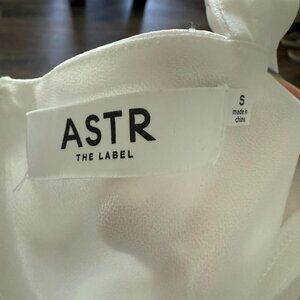 ASTR
THE LABEL
S
made in
china